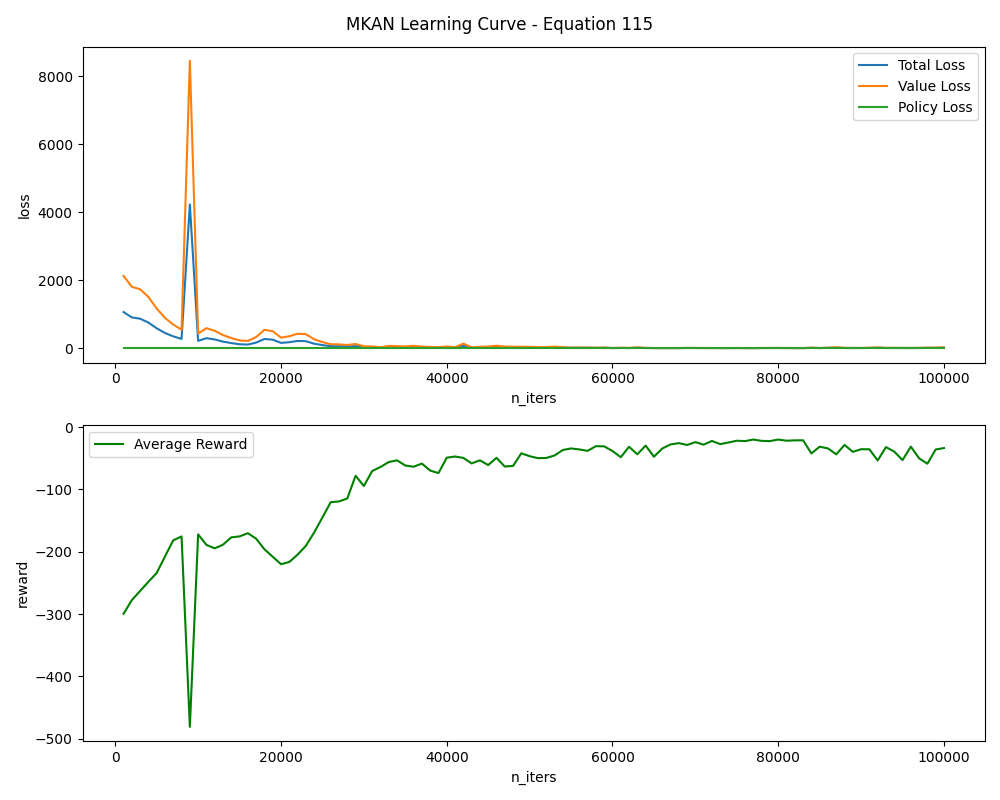 MKAN Learning Curve - Equation 115
8000
6000
4000
2000
0
loss
Total Loss
Value Loss
Policy Loss
0 20000 40000 60000 80000 100000
n_iters
0
−100
−200
−300
−400
−500
reward
Average Reward
0 20000 40000 60000 80000 100000
n_iters